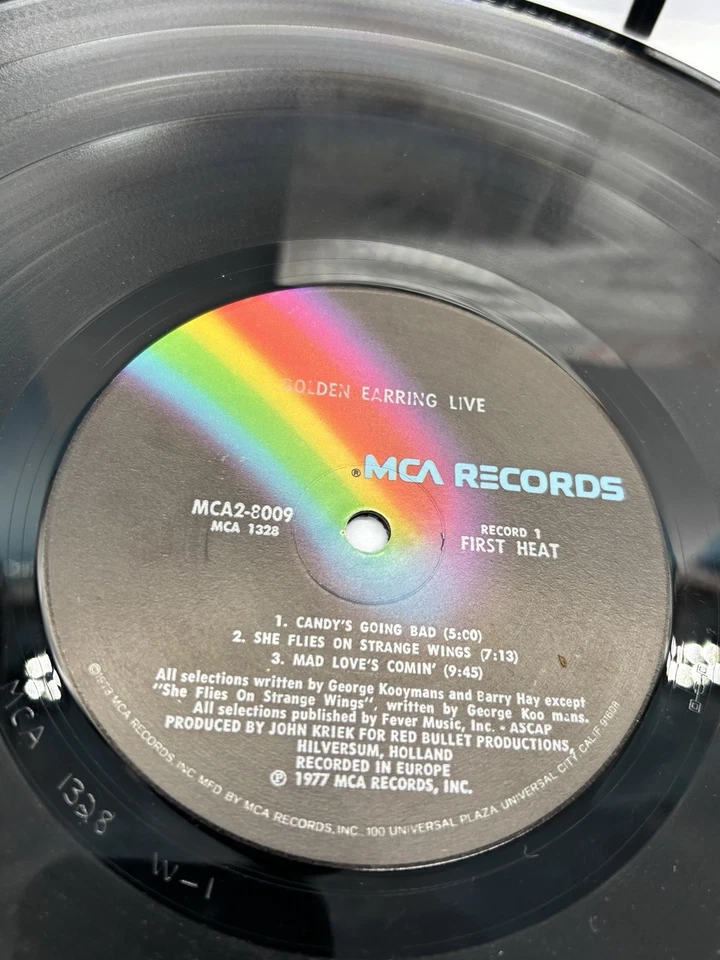 GOLDEN EARRING LIVE
® MCA RECORDS
MCA2-8009
MCA 1328
RECORD 1
FIRST HEAT
1. CANDY'S GOING BAD (5:00)
2. SHE FLIES ON STRANGE WINGS (7:13)
3. MAD LOVE'S COMIN' (9:45)
All selections written by George Kooymans and Barry Hay except
"She Flies On Strange Wings", written by George Koo mans.
All selections published by Fever Music, Inc. - ASCAP
PRODUCED BY JOHN KRIEK FOR RED BULLET PRODUCTIONS,
HILVERSUM, HOLLAND
RECORDED IN EUROPE
℗ 1977 MCA RECORDS, INC.
©1973 MCA RECORDS, INC MFD BY MCA RECORDS, INC. 100 UNIVERSAL PLAZA UNIVERSAL CITY, CALIF. 91608
MCA 1328 W-1